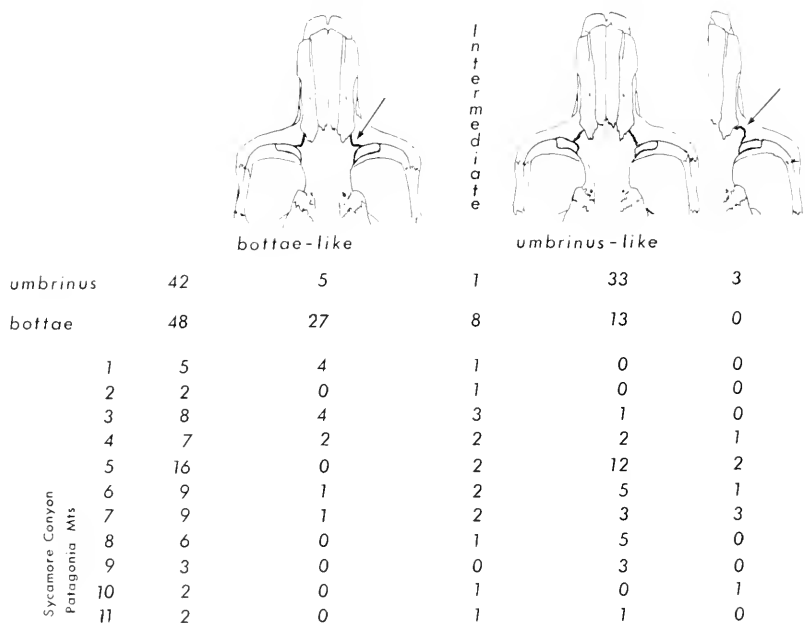 Intermediate
bottae-like umbrinus-like
umbrinus 42 5 1 33 3
bottae 48 27 8 13 0
1 5 4 1 0 0
2 2 0 1 0 0
3 8 4 3 1 0
4 7 2 2 2 1
5 16 0 2 12 2
6 9 1 2 5 1
7 9 1 2 3 3
8 6 0 1 5 0
9 3 0 0 3 0
10 2 0 1 0 1
11 2 0 1 1 0
Sycamore Conyon
Patagonia Mts